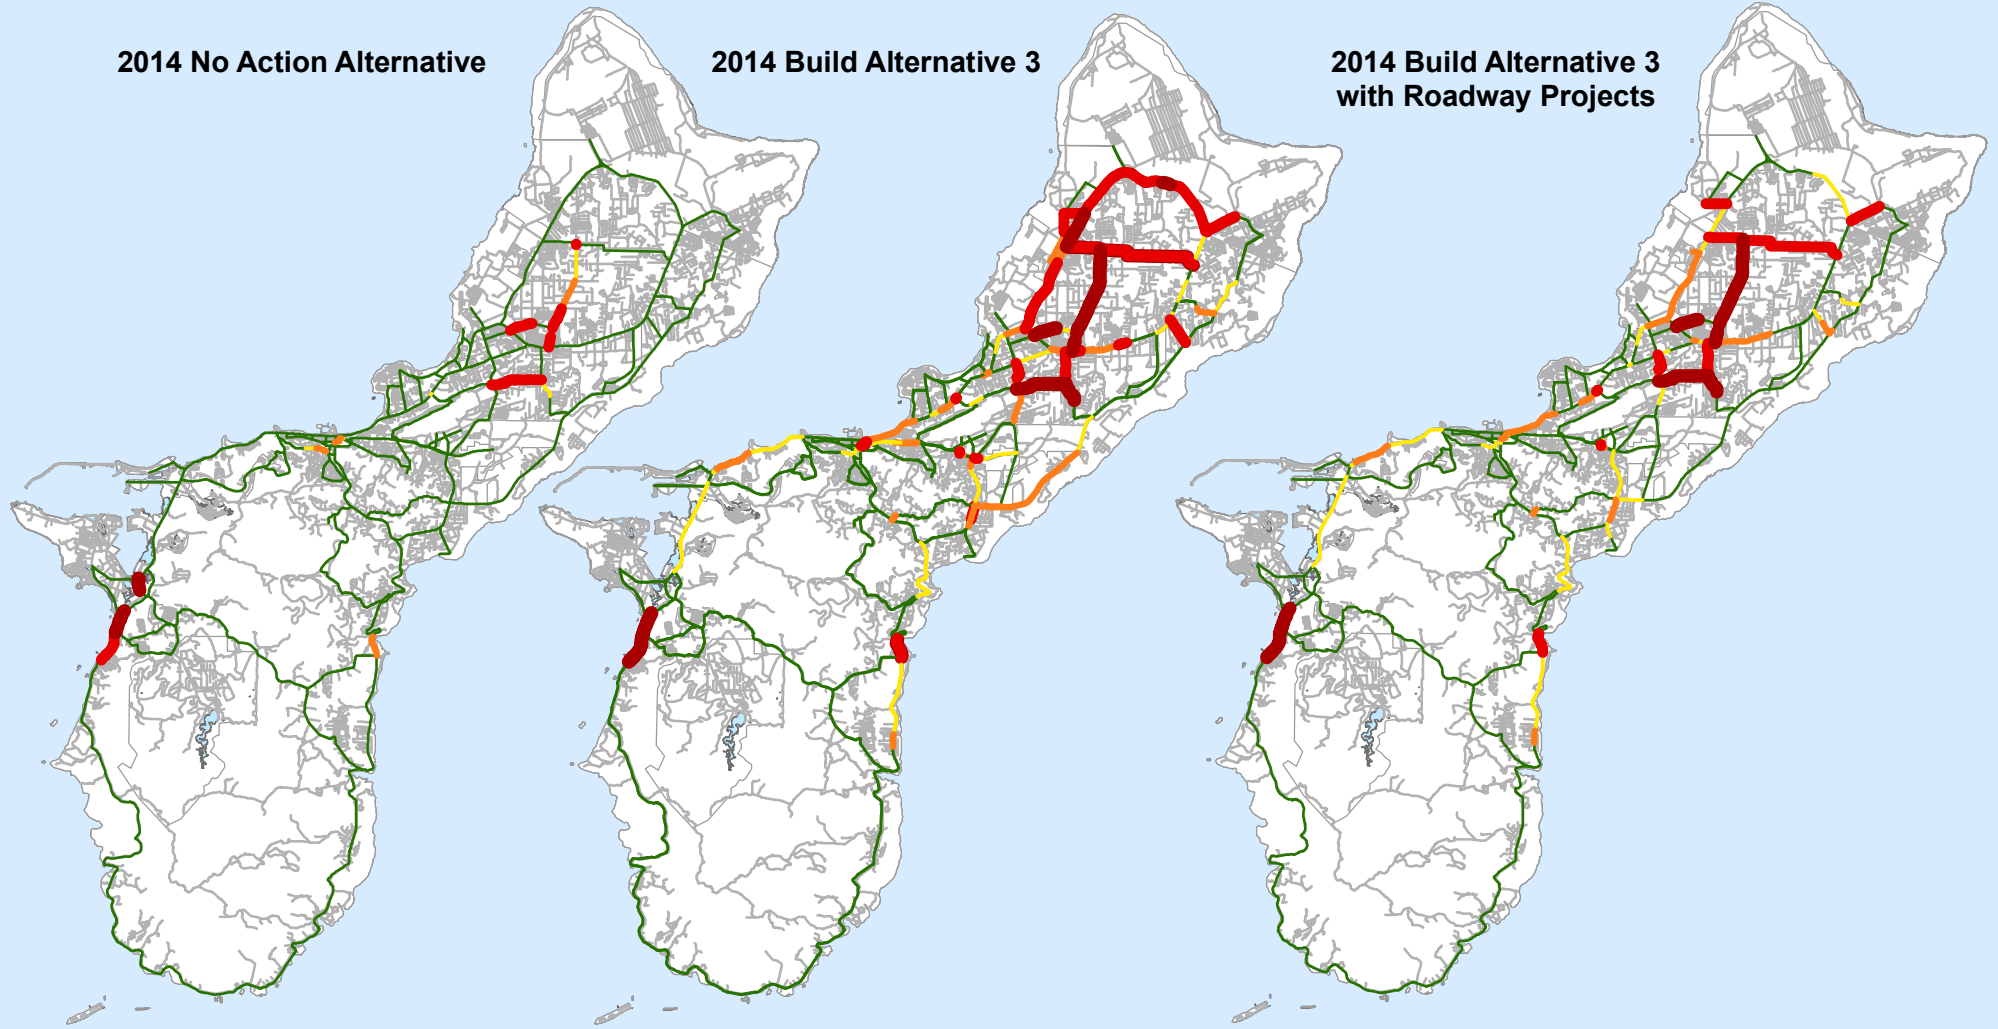 2014 No Action Alternative
2014 Build Alternative 3
2014 Build Alternative 3
with Roadway Projects